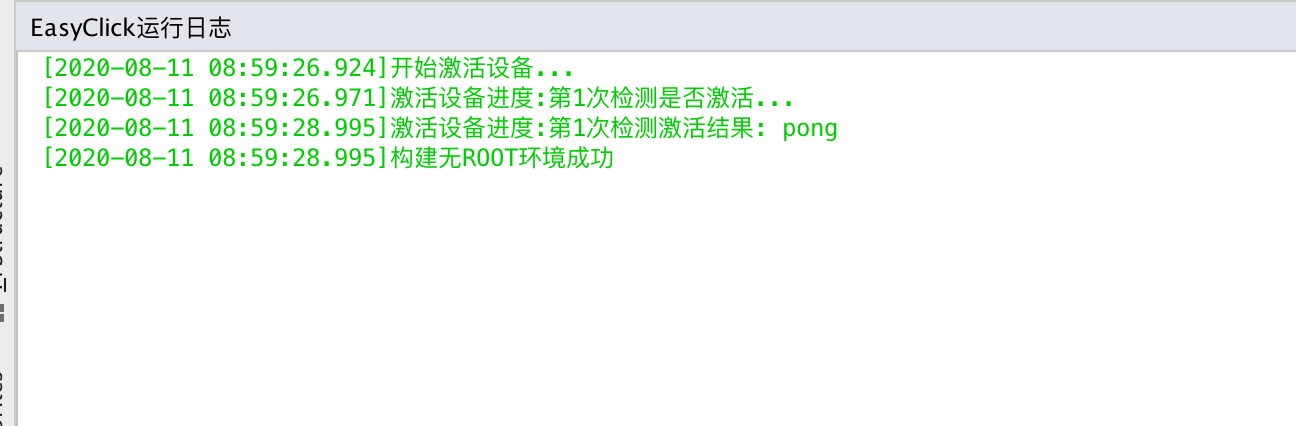 EasyClick运行日志
[2020-08-11 08:59:26.924]开始激活设备...
[2020-08-11 08:59:26.971]激活设备进度:第1次检测是否激活...
[2020-08-11 08:59:28.995]激活设备进度:第1次检测激活结果: pong
[2020-08-11 08:59:28.995]构建无ROOT环境成功